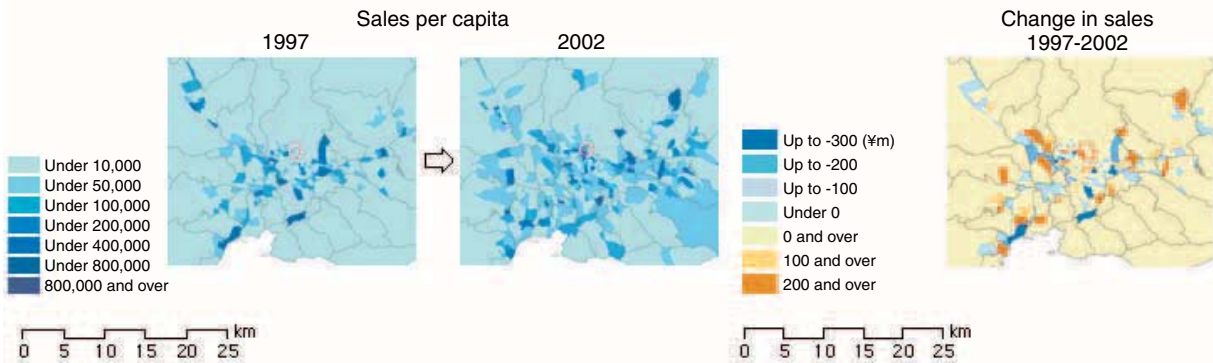 Sales per capita
1997
2002
Change in sales
1997-2002
Under 10,000
Under 50,000
Under 100,000
Under 200,000
Under 400,000
Under 800,000
800,000 and over
Up to -300 (¥m)
Up to -200
Up to -100
Under 0
0 and over
100 and over
200 and over
km
0 5 10 15 20 25
km
0 5 10 15 20 25